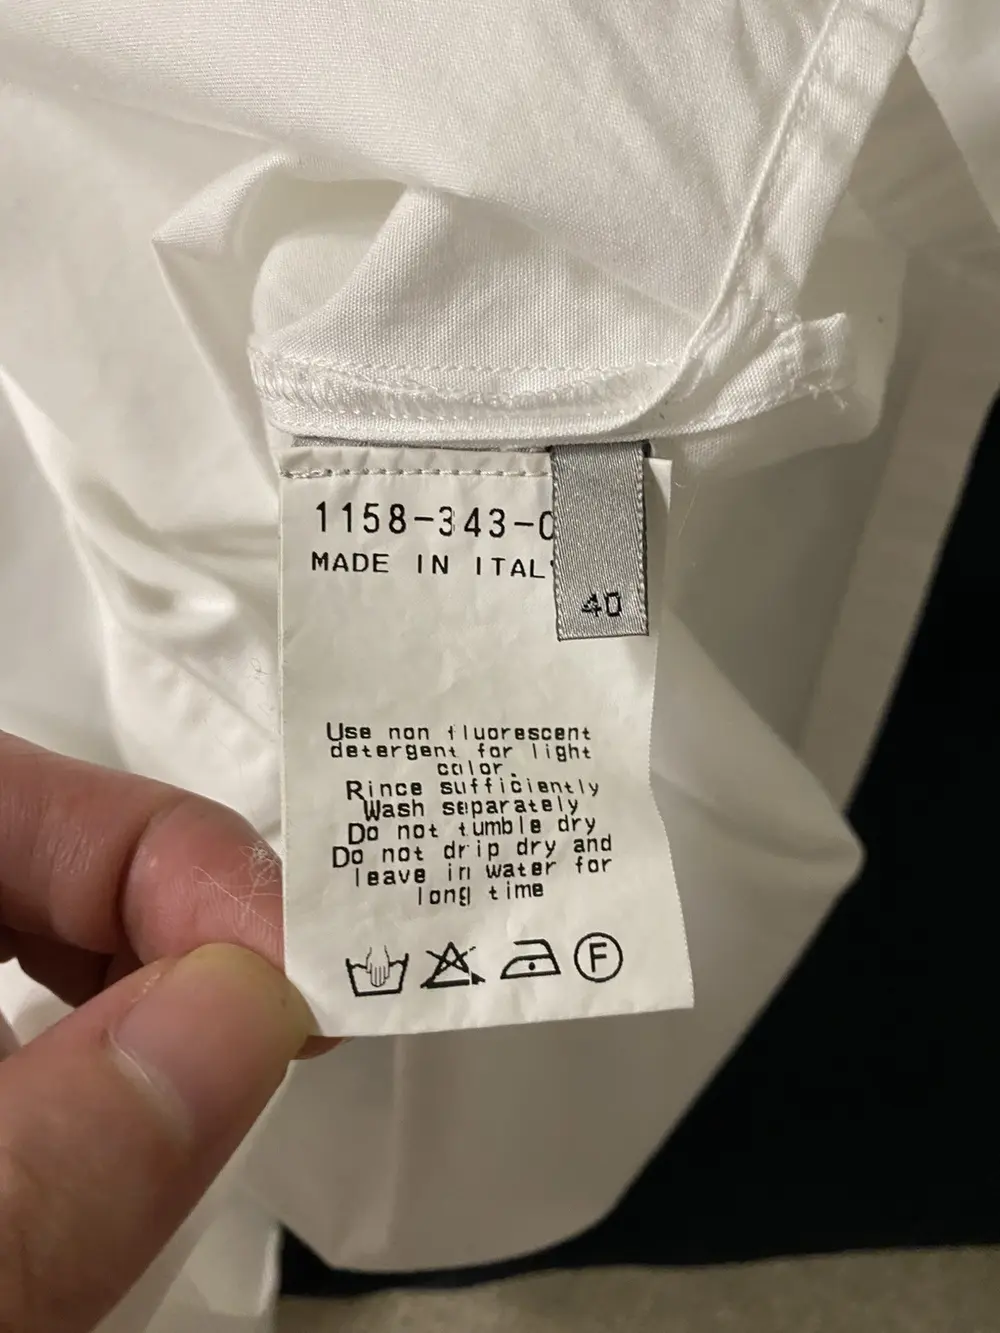 1158-343-0
MADE IN ITALY
40
Use non fluorescent
detergent for light
color.
Rince sufficiently
Wash separately
Do not tumble dry
Do not drip dry and
leave in water for
long time
F